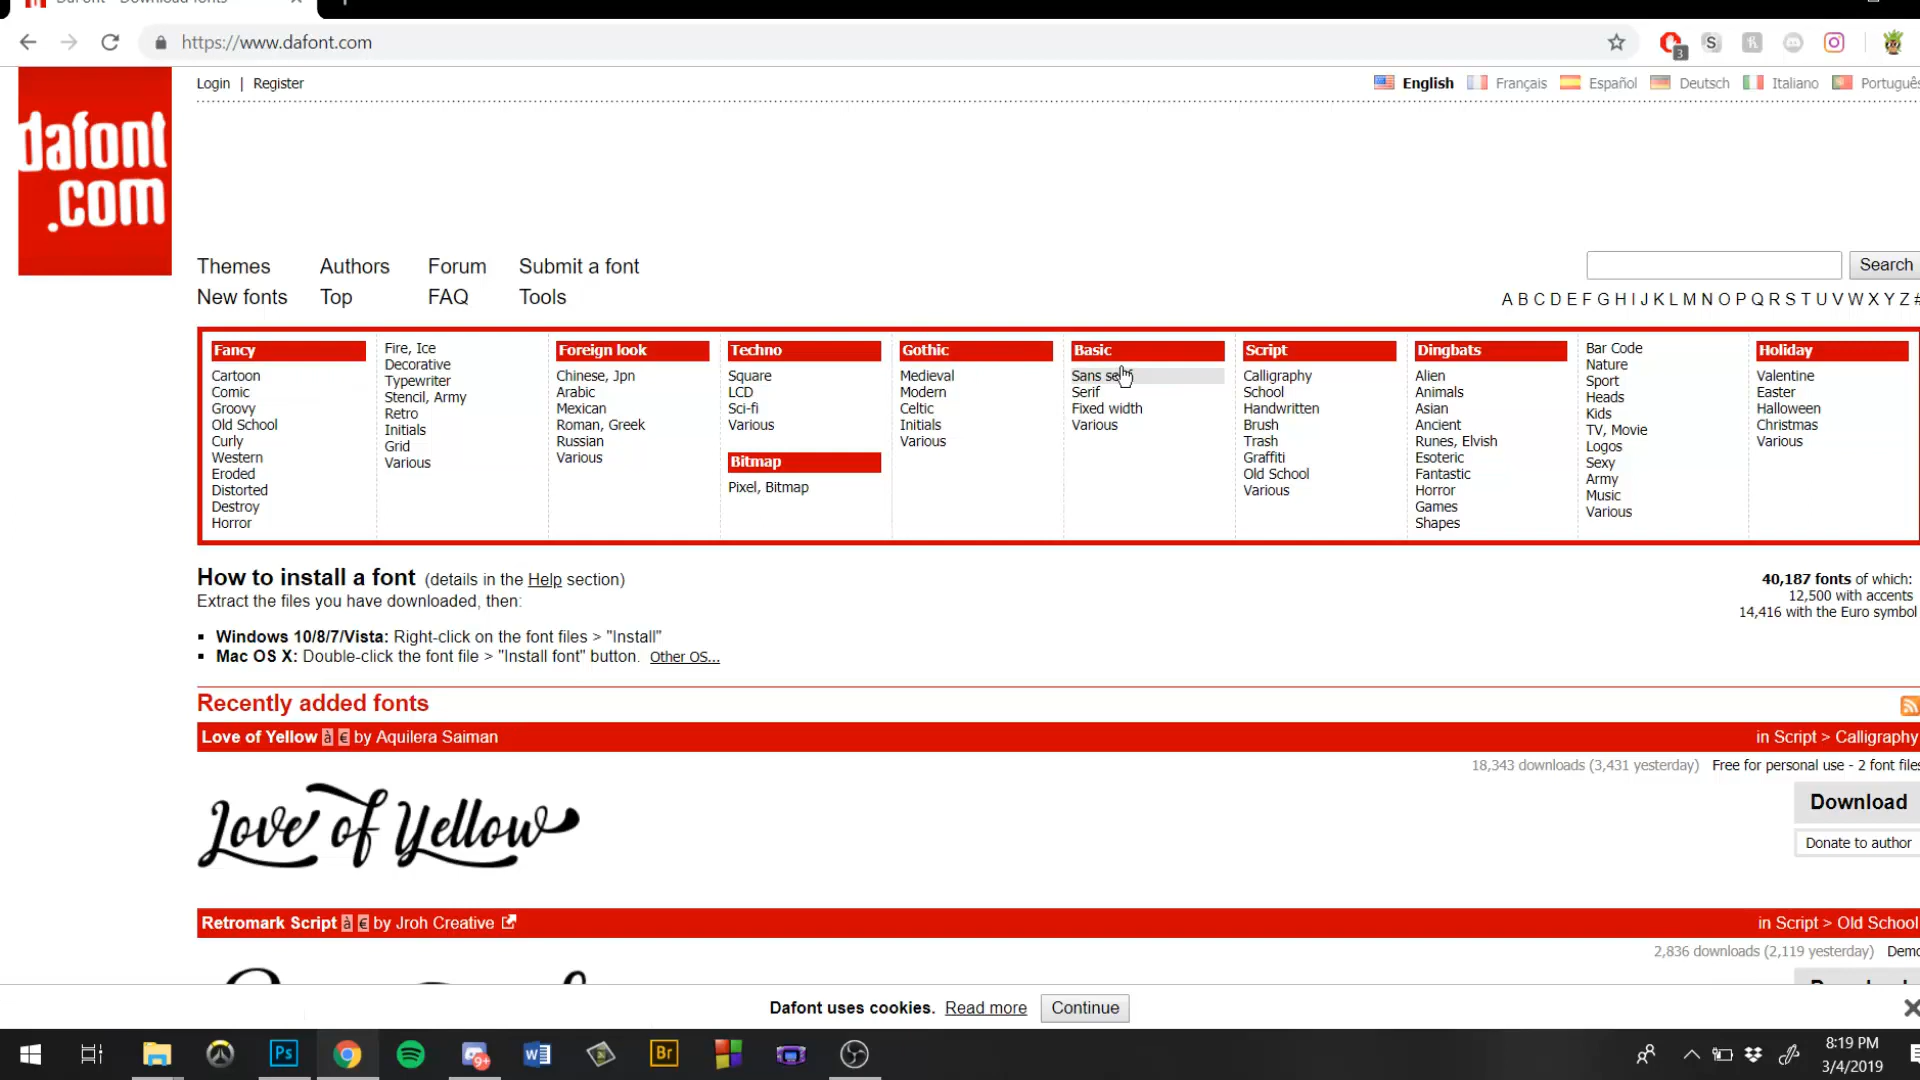 DaFont - Download fonts
https://www.dafont.com
3
S
dafont
.com
Login | Register
English Français Español Deutsch Italiano Português
Themes Authors Forum Submit a font
New fonts Top FAQ Tools
Search
A B C D E F G H I J K L M N O P Q R S T U V W X Y Z #
Fancy
Cartoon
Comic
Groovy
Old School
Curly
Western
Eroded
Distorted
Destroy
Horror
Fire, Ice
Decorative
Typewriter
Stencil, Army
Retro
Initials
Grid
Various
Foreign look
Chinese, Jpn
Arabic
Mexican
Roman, Greek
Russian
Various
Techno
Square
LCD
Sci-fi
Various
Bitmap
Pixel, Bitmap
Gothic
Medieval
Modern
Celtic
Initials
Various
Basic
Sans serif
Serif
Fixed width
Various
Script
Calligraphy
School
Handwritten
Brush
Trash
Graffiti
Old School
Various
Dingbats
Alien
Animals
Asian
Ancient
Runes, Elvish
Esoteric
Fantastic
Horror
Games
Shapes
Bar Code
Nature
Sport
Heads
Kids
TV, Movie
Logos
Sexy
Army
Music
Various
Holiday
Valentine
Easter
Halloween
Christmas
Various
How to install a font (details in the Help section)
Extract the files you have downloaded, then:
Windows 10/8/7/Vista: Right-click on the font files > "Install"
Mac OS X: Double-click the font file > "Install font" button. Other OS...
40,187 fonts of which:
12,500 with accents
14,416 with the Euro symbol
Recently added fonts
Love of Yellow à € by Aquilera Saiman
in Script > Calligraphy
18,343 downloads (3,431 yesterday) Free for personal use - 2 font files
Love of Yellow
Download
Donate to author
Retromark Script à € by Jroh Creative
in Script > Old School
2,836 downloads (2,119 yesterday) Demo
Dafont uses cookies. Read more Continue
Ps
9+
W
Br
8:19 PM
3/4/2019